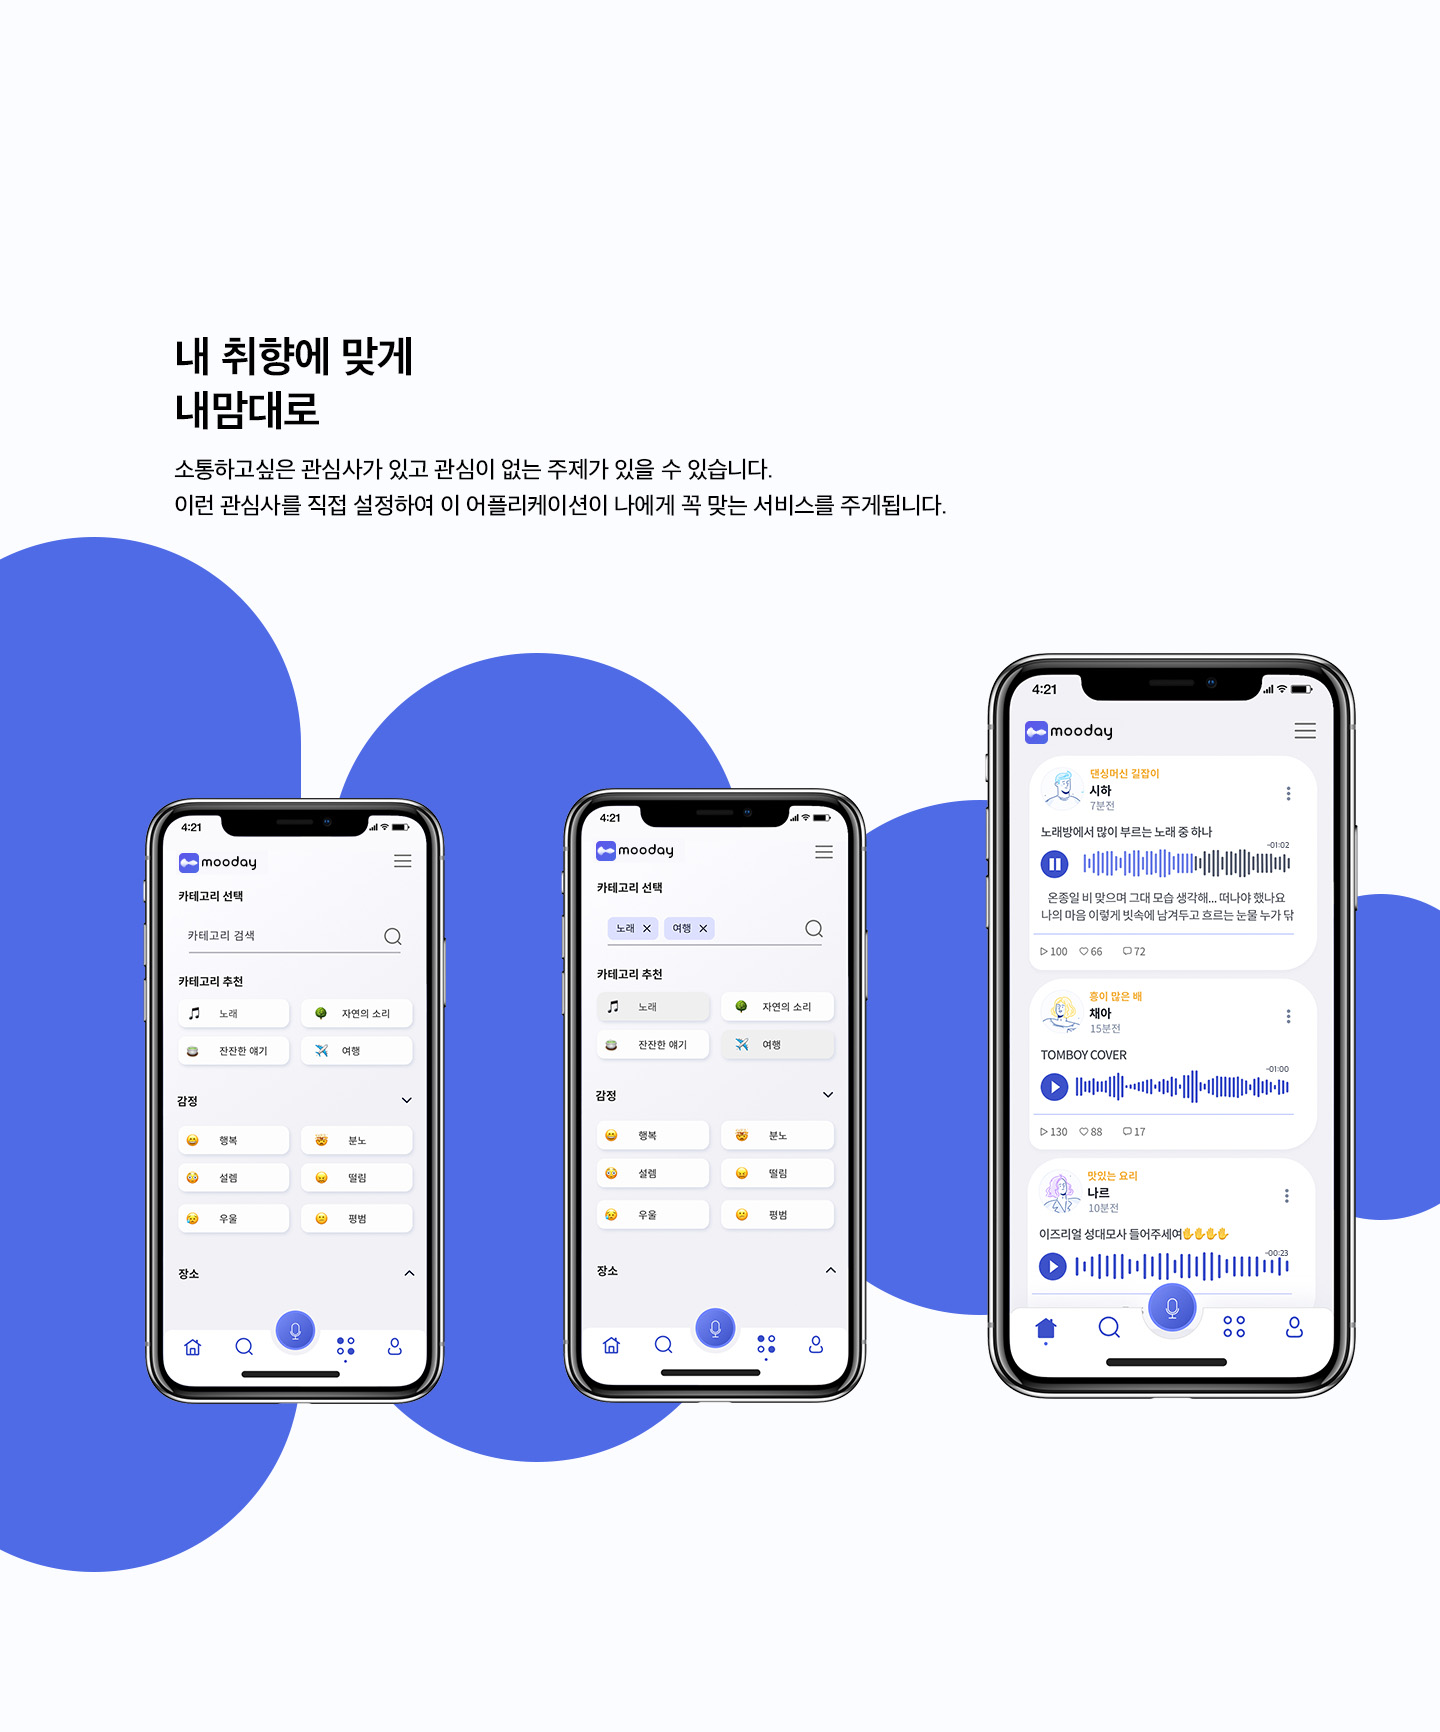 내 취향에 맞게
내맘대로
소통하고싶은 관심사가 있고 관심이 없는 주제가 있을 수 있습니다.
이런 관심사를 직접 설정하여 이 어플리케이션이 나에게 꼭 맞는 서비스를 주게됩니다.
4:21
mooday
카테고리 선택
카테고리 검색
카테고리 추천
노래
자연의 소리
잔잔한 얘기
여행
감정
행복
분노
설렘
떨림
우울
평범
장소
4:21
mooday
카테고리 선택
노래 ✕ 여행 ✕
카테고리 추천
노래
자연의 소리
잔잔한 얘기
여행
감정
행복
분노
설렘
떨림
우울
평범
장소
4:21
mooday
댄싱머신 길잡이
시하
7분전
노래방에서 많이 부르는 노래 중 하나
-01:02
온종일 비 맞으며 그대 모습 생각해... 떠나야 했나요
나의 마음 이렇게 빗속에 남겨두고 흐르는 눈물 누가 닦
100 66 72
흥이 많은 배
채아
15분전
TOMBOY COVER
-01:00
130 88 17
맛있는 요리
나르
10분전
이즈리얼 성대모사 들어주세여✋✋✋✋
-00:23